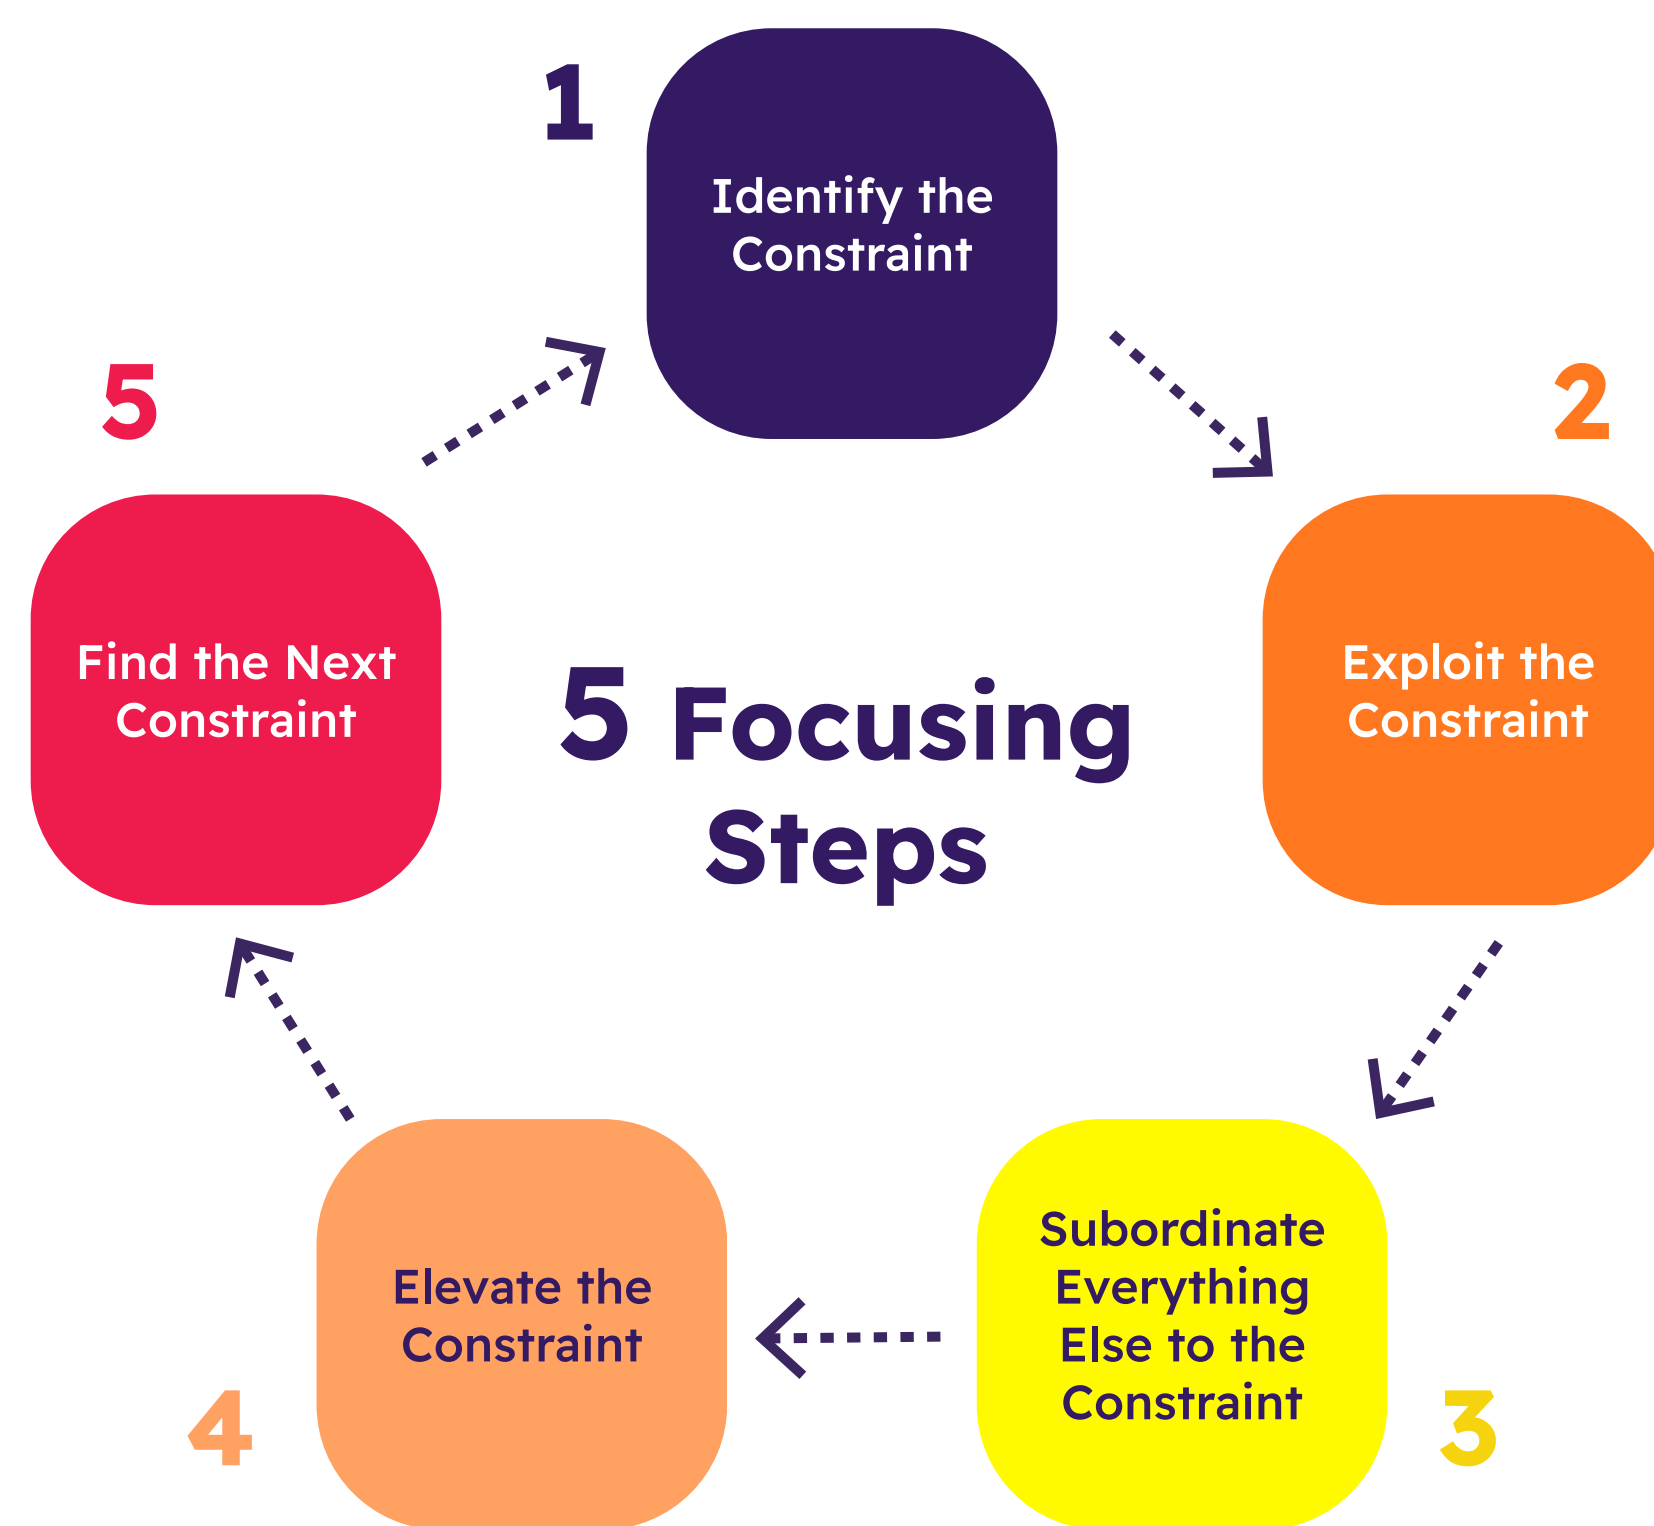 1
Identify the
Constraint
2
Exploit the
Constraint
3
Subordinate
Everything
Else to the
Constraint
4
Elevate the
Constraint
5
Find the Next
Constraint
5 Focusing
Steps